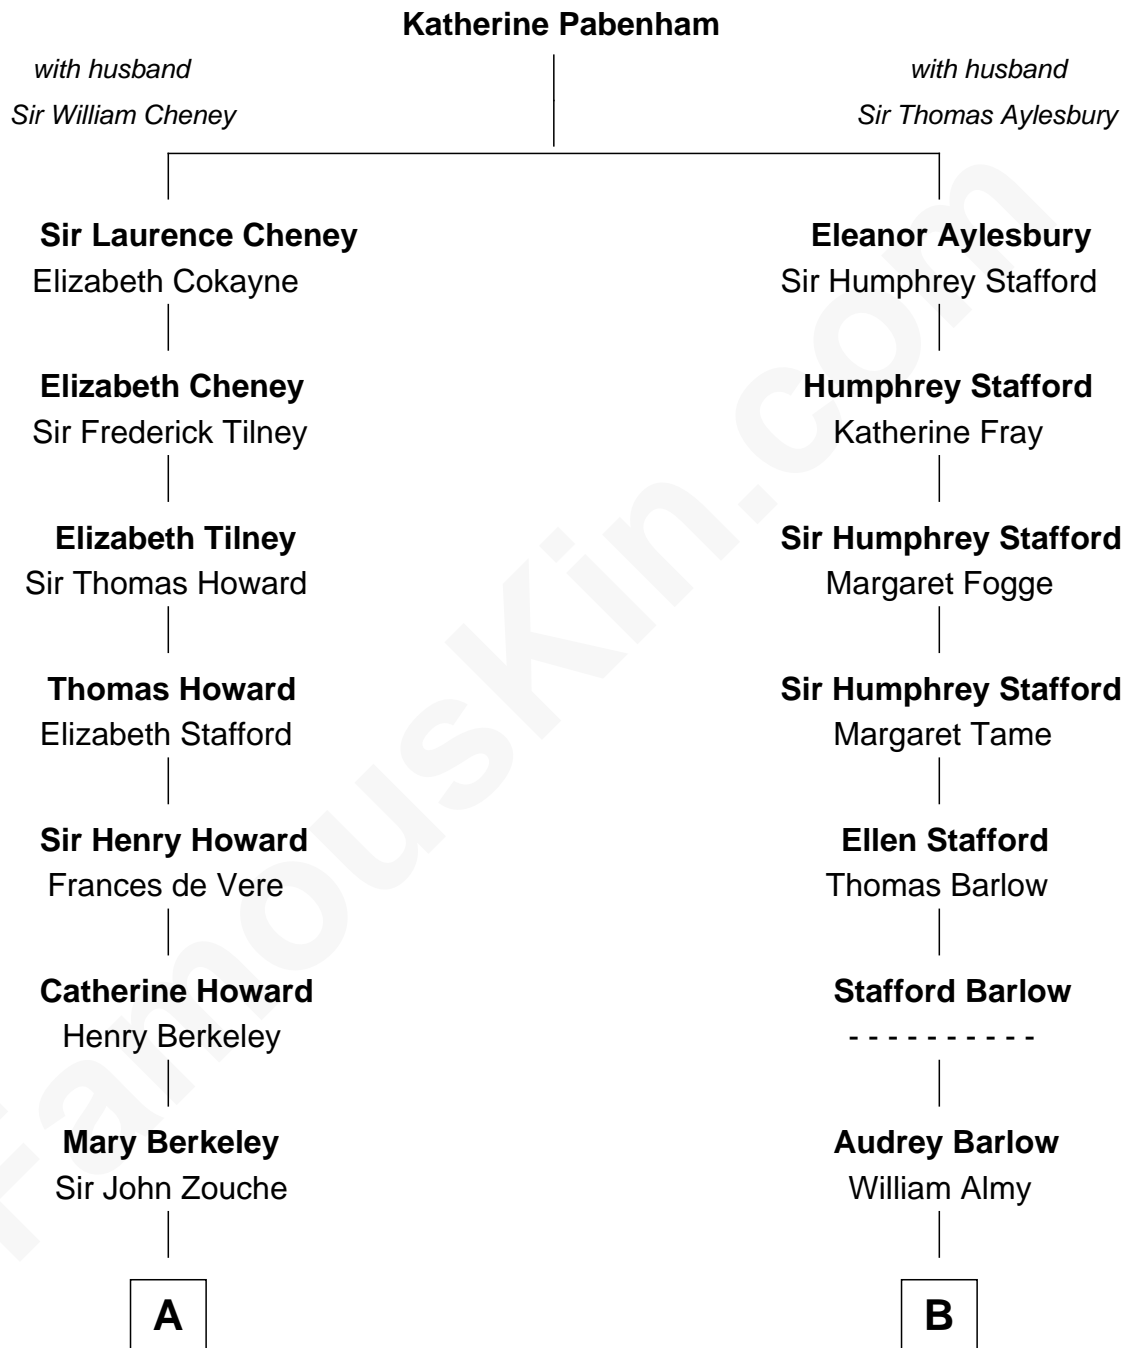 Katherine Pabenham
with husband
Sir William Cheney
with husband
Sir Thomas Aylesbury
Sir Laurence Cheney
Elizabeth Cokayne
Eleanor Aylesbury
Sir Humphrey Stafford
Elizabeth Cheney
Sir Frederick Tilney
Humphrey Stafford
Katherine Fray
Elizabeth Tilney
Sir Thomas Howard
Sir Humphrey Stafford
Margaret Fogge
Thomas Howard
Elizabeth Stafford
Sir Humphrey Stafford
Margaret Tame
Sir Henry Howard
Frances de Vere
Ellen Stafford
Thomas Barlow
Catherine Howard
Henry Berkeley
Stafford Barlow
- - - - - - - - - -
Mary Berkeley
Sir John Zouche
Audrey Barlow
William Almy
A
B
FamousKin.com